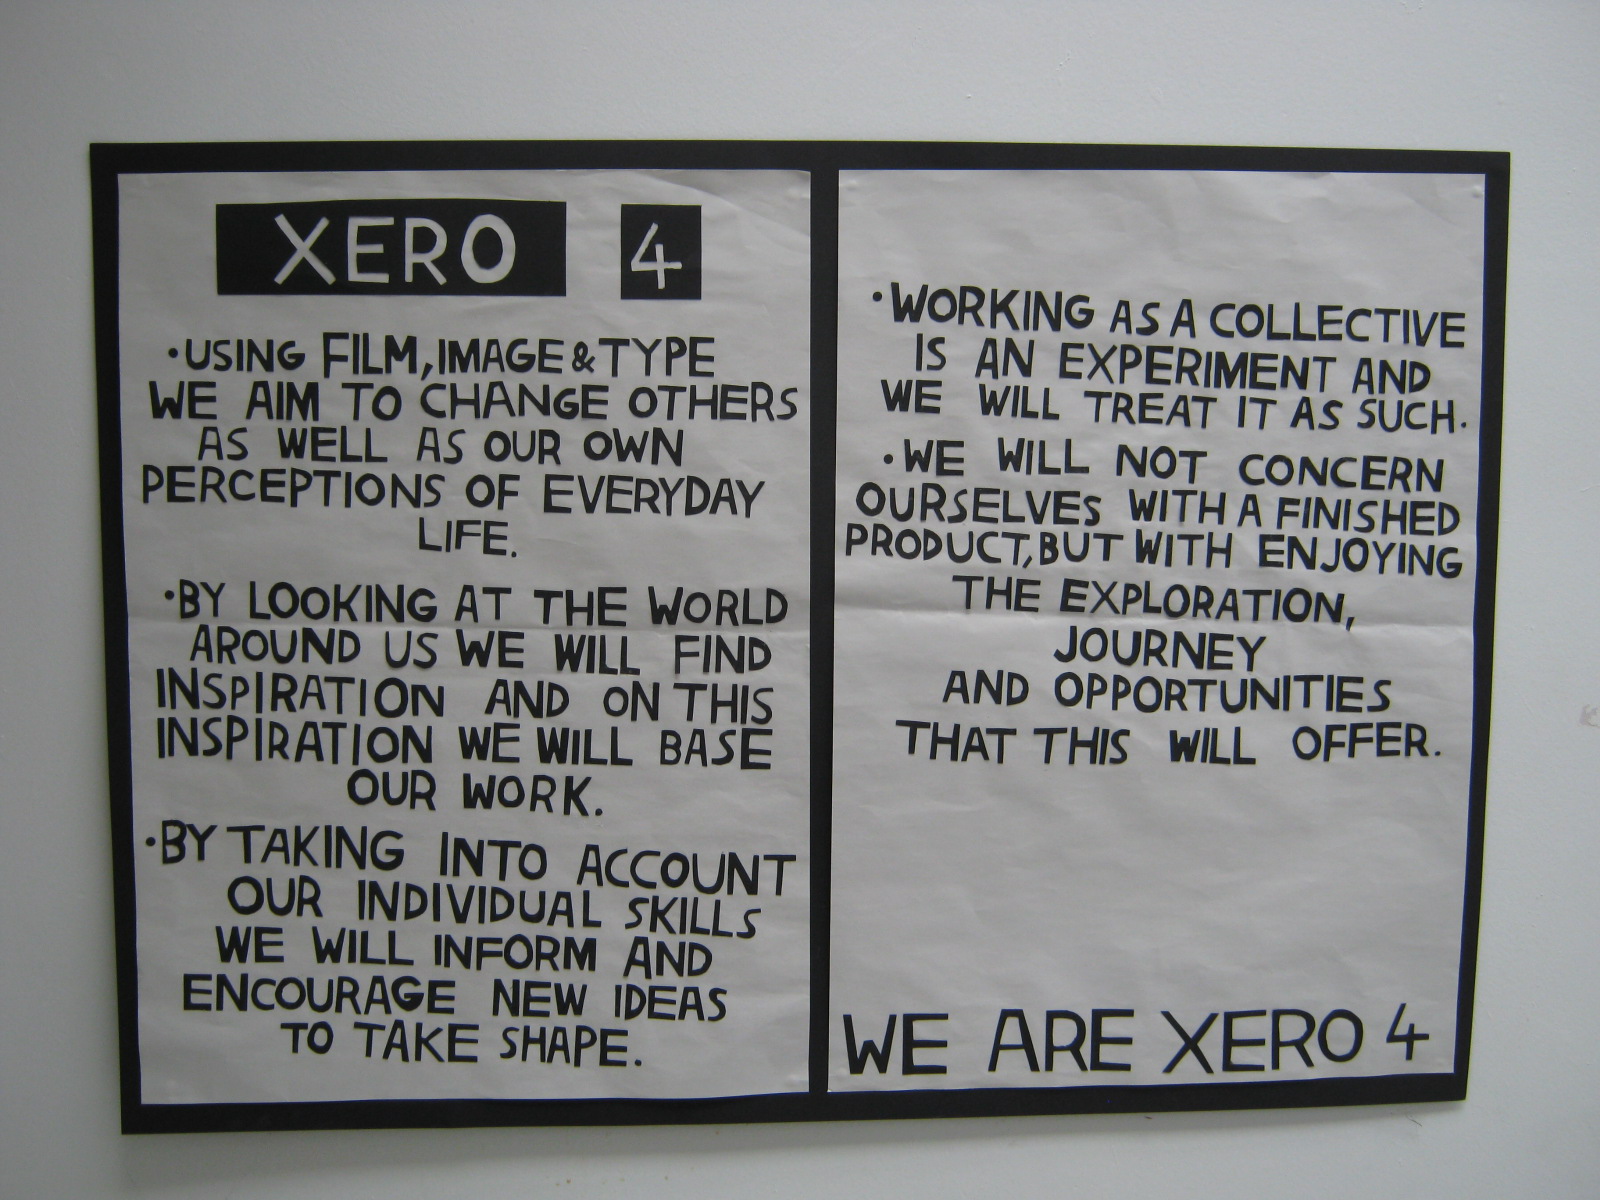 XERO 4
•USING FILM, IMAGE & TYPE
WE AIM TO CHANGE OTHERS
AS WELL AS OUR OWN
PERCEPTIONS OF EVERYDAY
LIFE.
•BY LOOKING AT THE WORLD
AROUND US WE WILL FIND
INSPIRATION AND ON THIS
INSPIRATION WE WILL BASE
OUR WORK.
•BY TAKING INTO ACCOUNT
OUR INDIVIDUAL SKILLS
WE WILL INFORM AND
ENCOURAGE NEW IDEAS
TO TAKE SHAPE.
•WORKING AS A COLLECTIVE
IS AN EXPERIMENT AND
WE WILL TREAT IT AS SUCH.
•WE WILL NOT CONCERN
OURSELVES WITH A FINISHED
PRODUCT, BUT WITH ENJOYING
THE EXPLORATION,
JOURNEY
AND OPPORTUNITIES
THAT THIS WILL OFFER.
WE ARE XERO 4